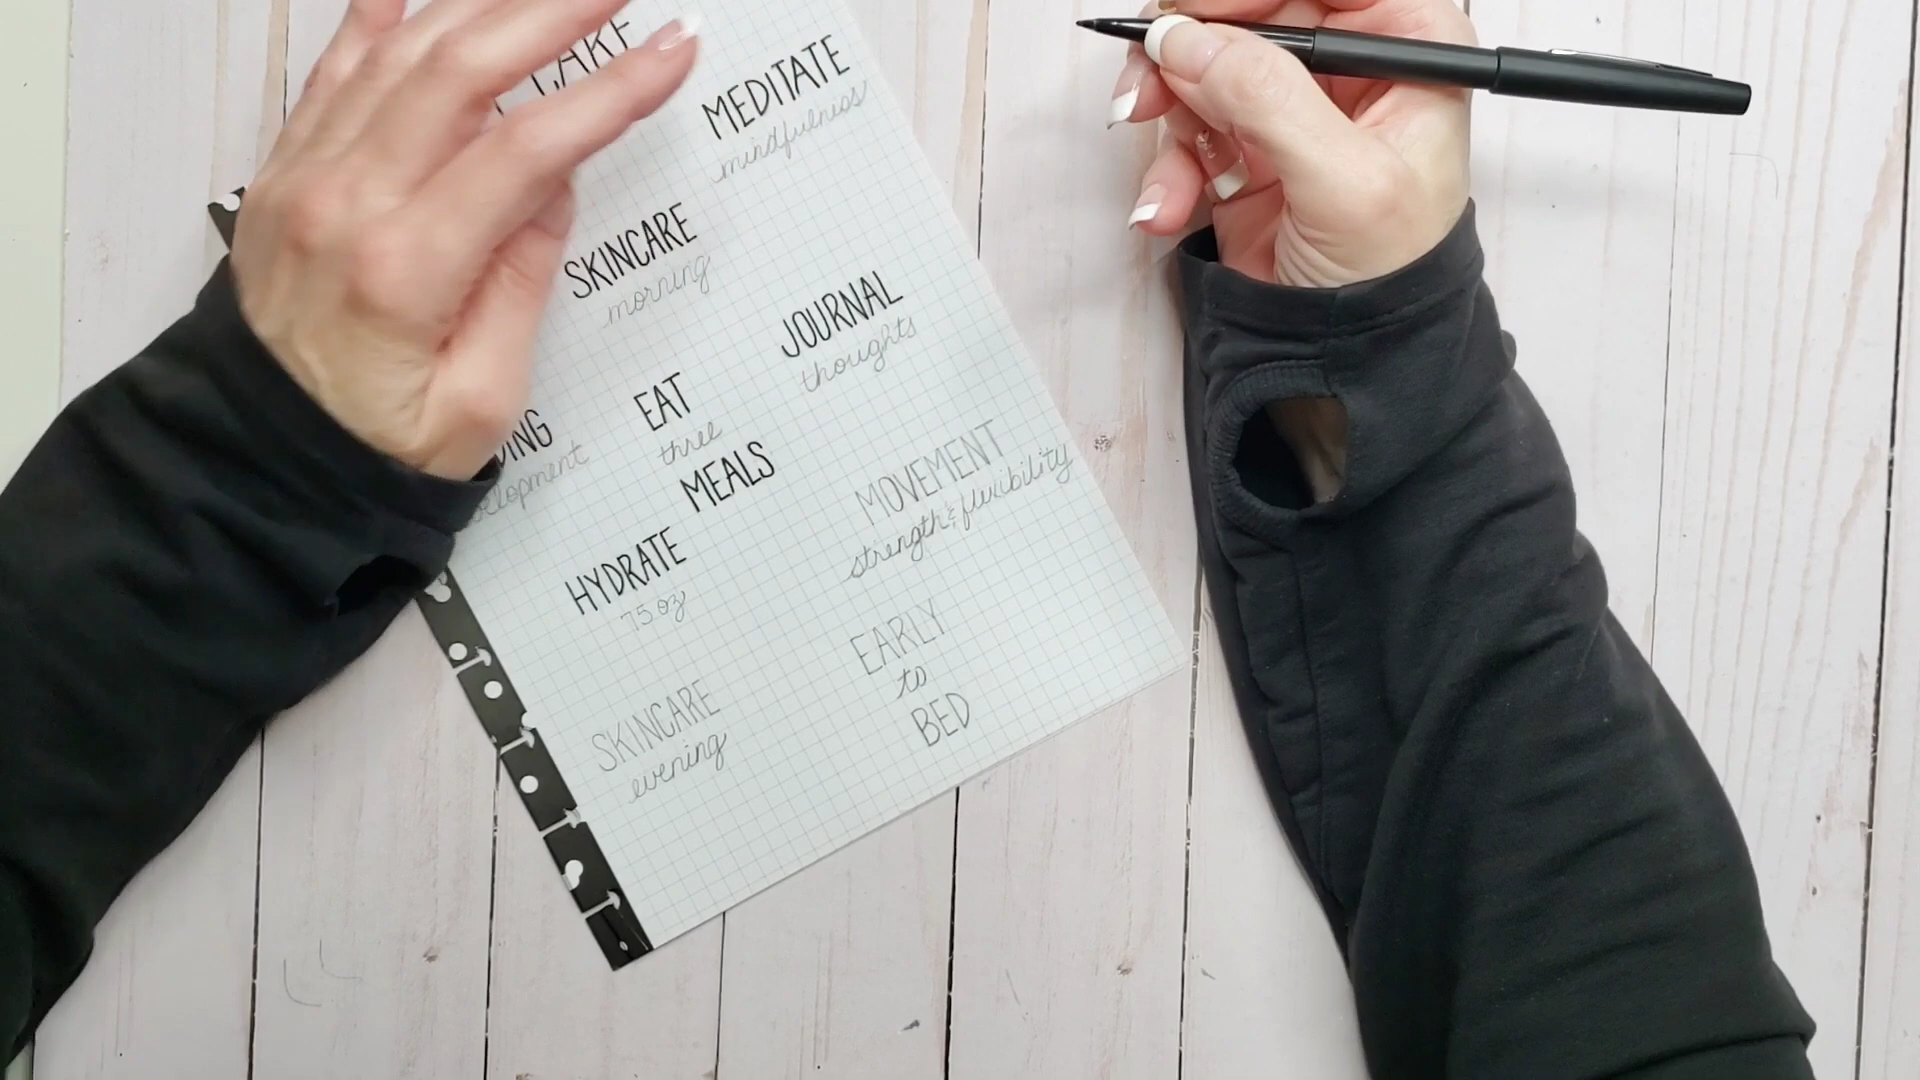 CARE
MEDITATE
mindfulness
SKINCARE
morning
JOURNAL
thoughts
EAT
three
MEALS
MOVEMENT
strength & flexibility
HYDRATE
75 oz
EARLY
to
BED
SKINCARE
evening